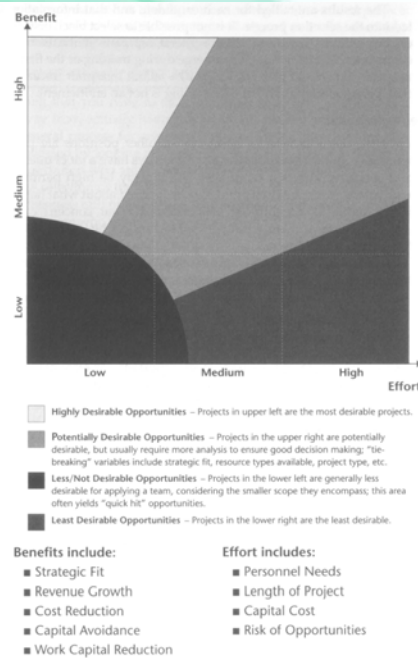 Benefit
High
Medium
Low
Low Medium High
Effort
Highly Desirable Opportunities – Projects in upper left are the most desirable projects.
Potentially Desirable Opportunities – Projects in the upper right are potentially
desirable, but usually require more analysis to ensure good decision making; "tie-
breaking" variables include strategic fit, resource types available, project type, etc.
Less/Not Desirable Opportunities – Projects in the lower left are generally less
desirable for applying a team, considering the smaller scope they encompass; this area
often yields "quick hit" opportunities.
Least Desirable Opportunities – Projects in the lower right are the least desirable.
Benefits include:
■ Strategic Fit
■ Revenue Growth
■ Cost Reduction
■ Capital Avoidance
■ Work Capital Reduction
Effort includes:
■ Personnel Needs
■ Length of Project
■ Capital Cost
■ Risk of Opportunities